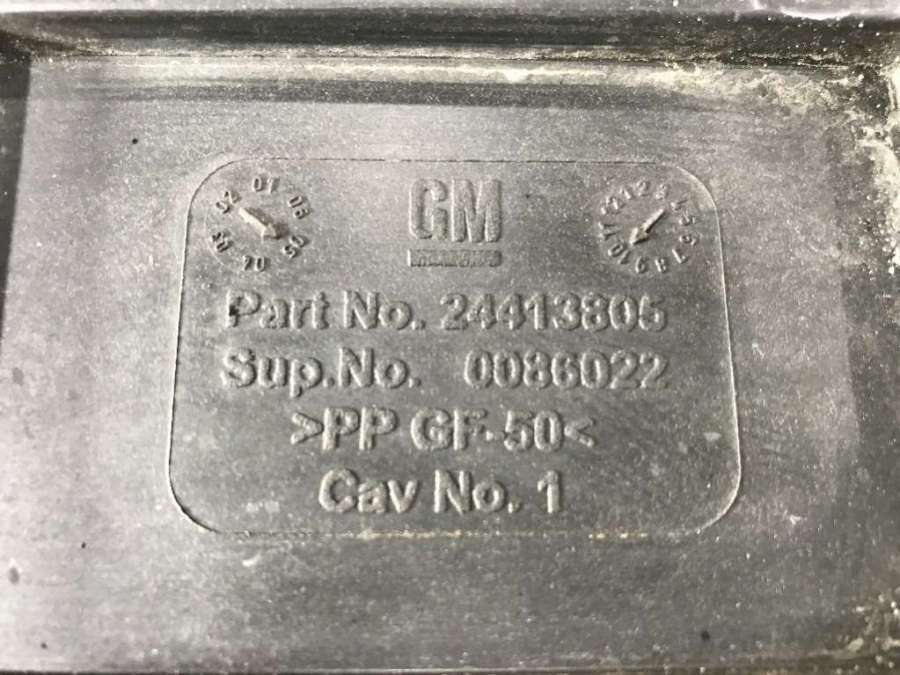 GM
Part No. 24413805
Sup.No. 0086022
>PP GF-50<
Cav No. 1